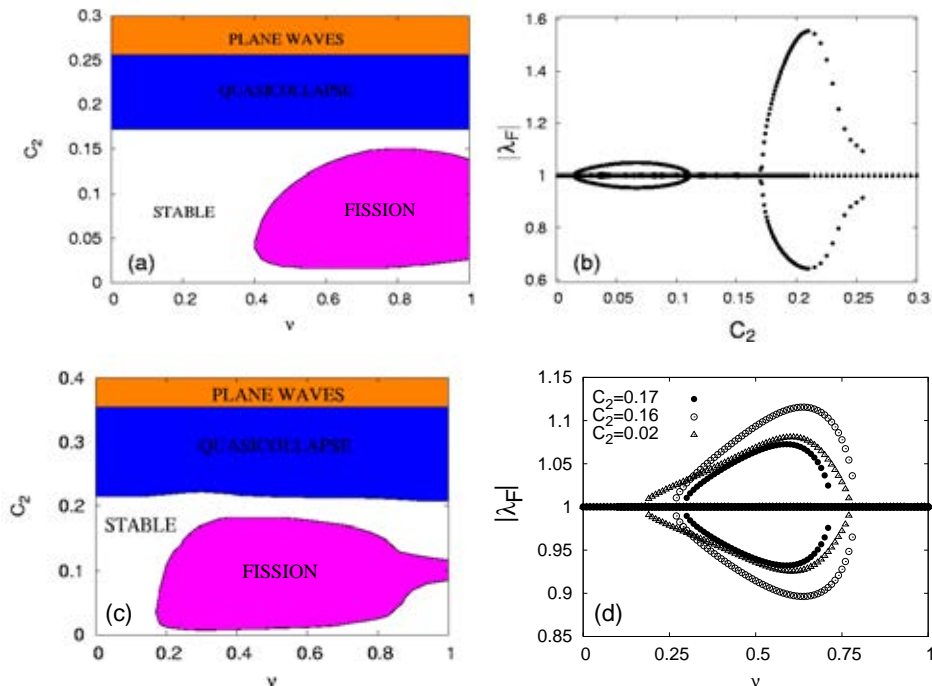 0.3
PLANE WAVES
0.25
QUASICOLLAPSE
0.2
C2
0.15
0.1
STABLE
FISSION
0.05
(a)
0
0 0.2 0.4 0.6 0.8 1
ν
1.6
1.4
1.2
|λF|
1
0.8
(b)
0.6
0 0.05 0.1 0.15 0.2 0.25 0.3
C2
0.4
PLANE WAVES
0.3
QUASICOLLAPSE
C2
0.2
STABLE
0.1
FISSION
(c)
0
0 0.2 0.4 0.6 0.8 1
ν
1.15
C2=0.17
C2=0.16
1.1
C2=0.02
1.05
|λF|
1
0.95
0.9
(d)
0.85
0 0.25 0.5 0.75 1
ν